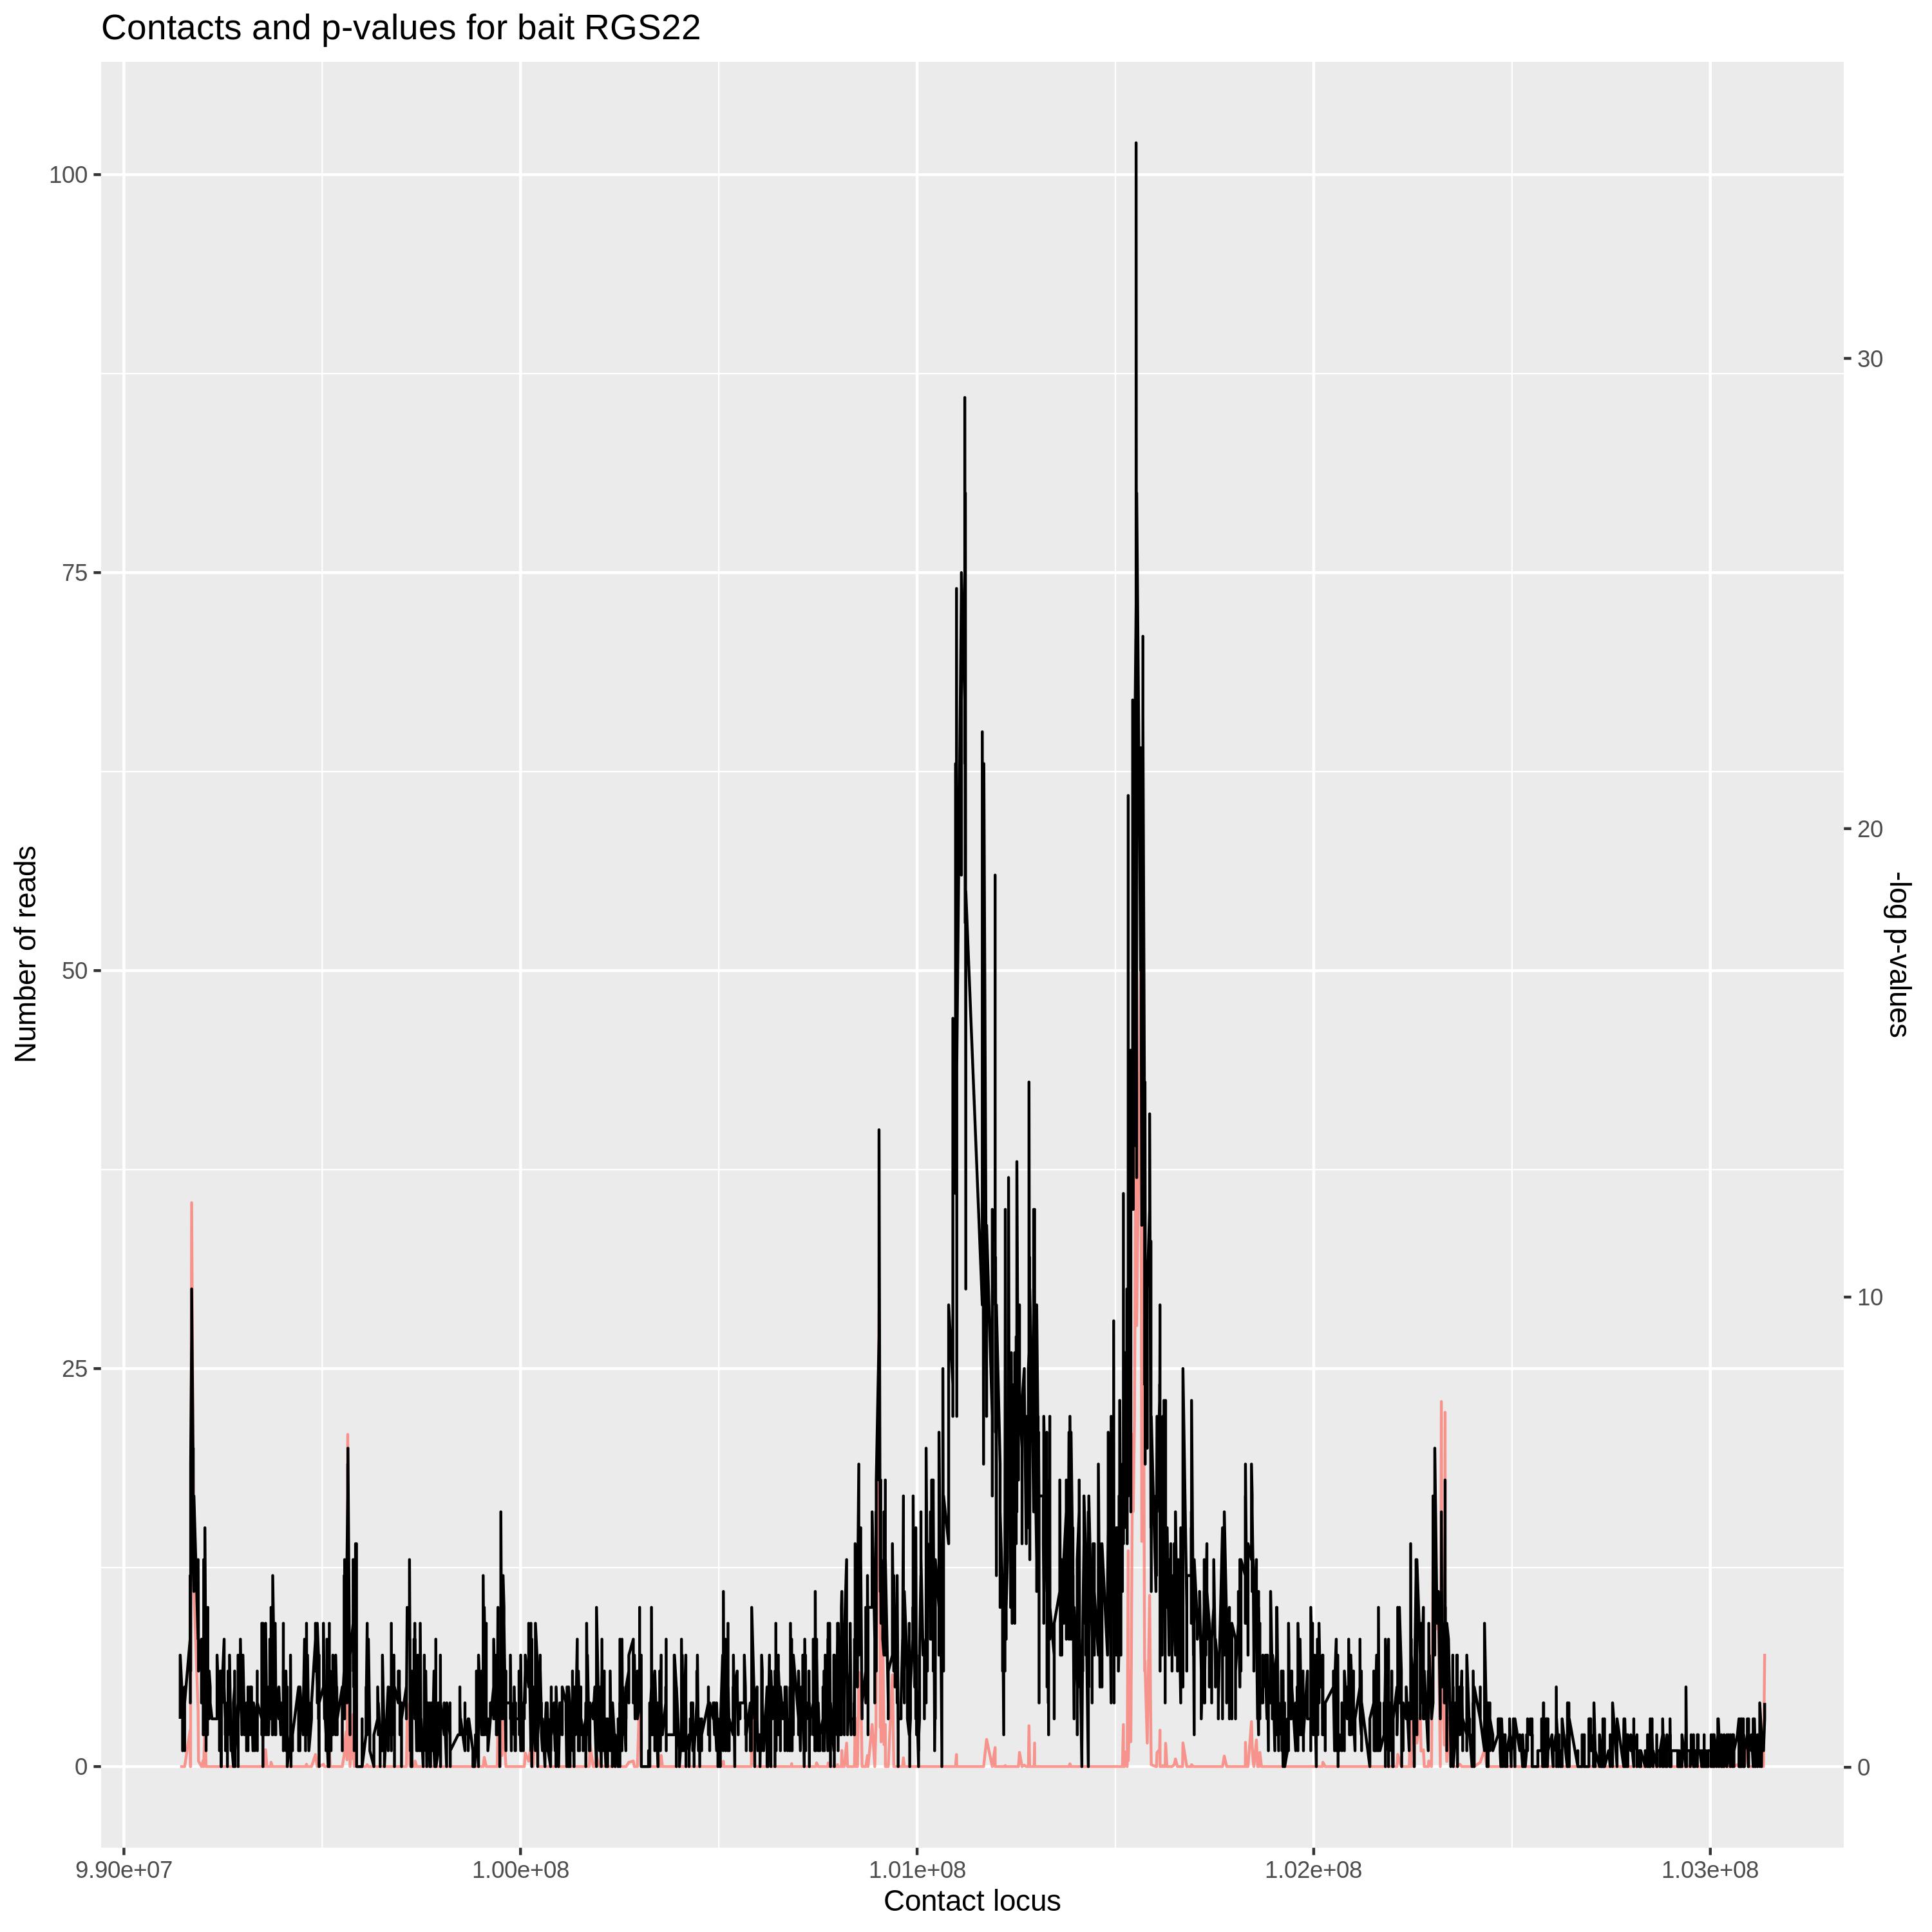 Contacts and p-values for bait RGS22
100
75
50
25
0
Number of reads
30
20
10
0
-log p-values
9.90e+07 1.00e+08 1.01e+08 1.02e+08 1.03e+08
Contact locus